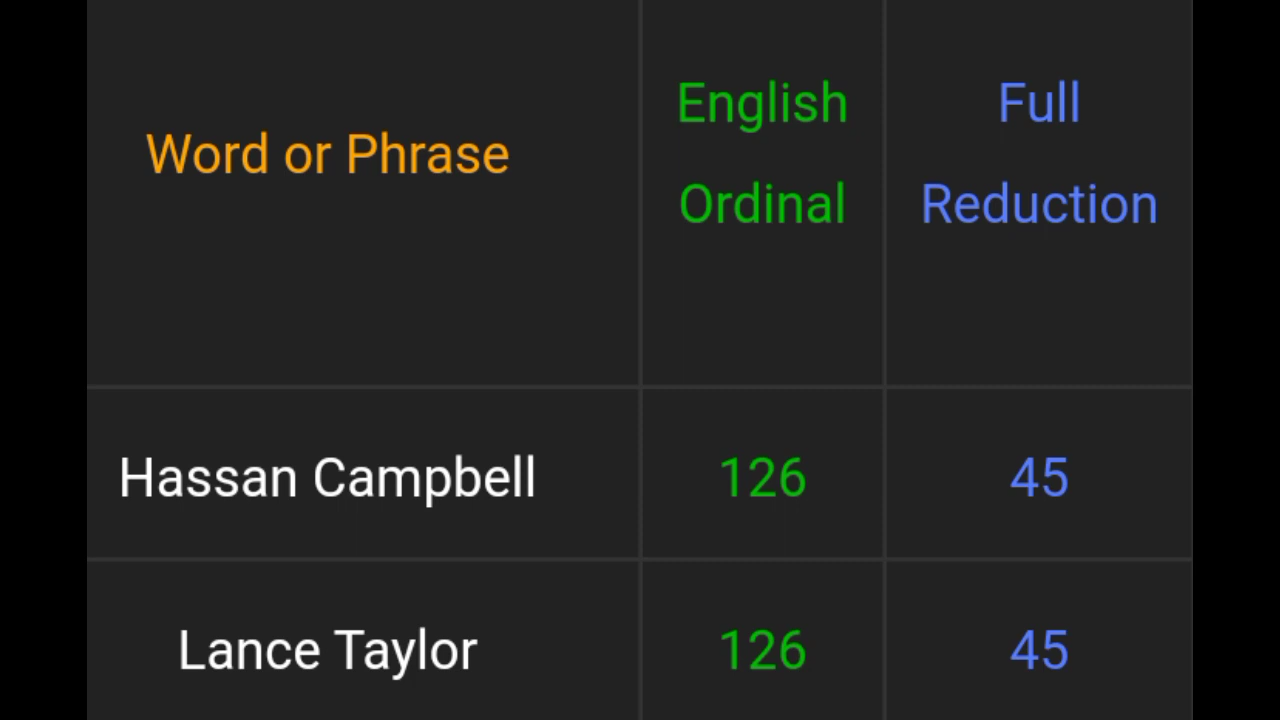 Word or Phrase
English
Ordinal
Full
Reduction
Hassan Campbell 126 45
Lance Taylor 126 45